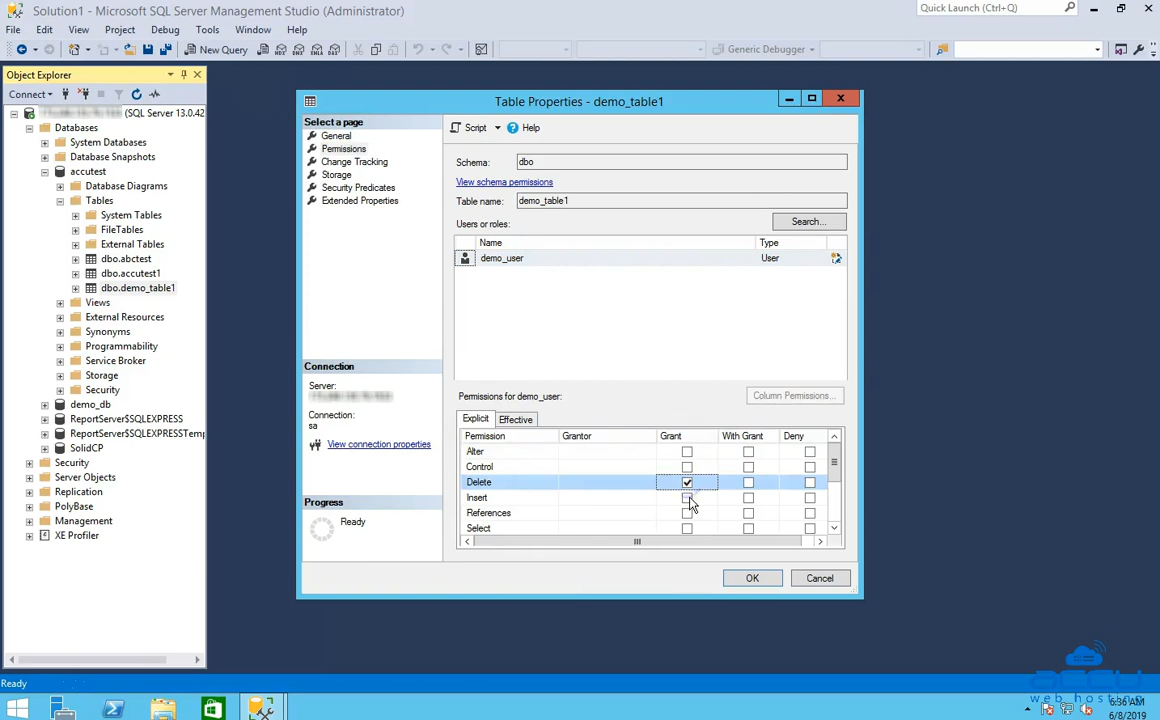 Solution1 - Microsoft SQL Server Management Studio (Administrator)
Quick Launch (Ctrl+Q)
File Edit View Project Debug Tools Window Help
New Query
Generic Debugger
Object Explorer
Connect
(SQL Server 13.0.42
Databases
System Databases
Database Snapshots
accutest
Database Diagrams
Tables
System Tables
FileTables
External Tables
dbo.abctest
dbo.accutest1
dbo.demo_table1
Views
External Resources
Synonyms
Programmability
Service Broker
Storage
Security
demo_db
ReportServer$SQLEXPRESS
ReportServer$SQLEXPRESSTemp
SolidCP
Security
Server Objects
Replication
PolyBase
Management
XE Profiler
Table Properties - demo_table1
Select a page
General
Permissions
Change Tracking
Storage
Security Predicates
Extended Properties
Connection
Server:
Connection:
sa
View connection properties
Progress
Ready
Script Help
Schema: dbo
View schema permissions
Table name: demo_table1
Users or roles: Search...
Name Type
demo_user User
Permissions for demo_user: Column Permissions...
Explicit Effective
Permission Grantor Grant With Grant Deny
Alter
Control
Delete
Insert
References
Select
OK Cancel
Ready
ACCU
web hosting
6:36 AM
6/8/2019